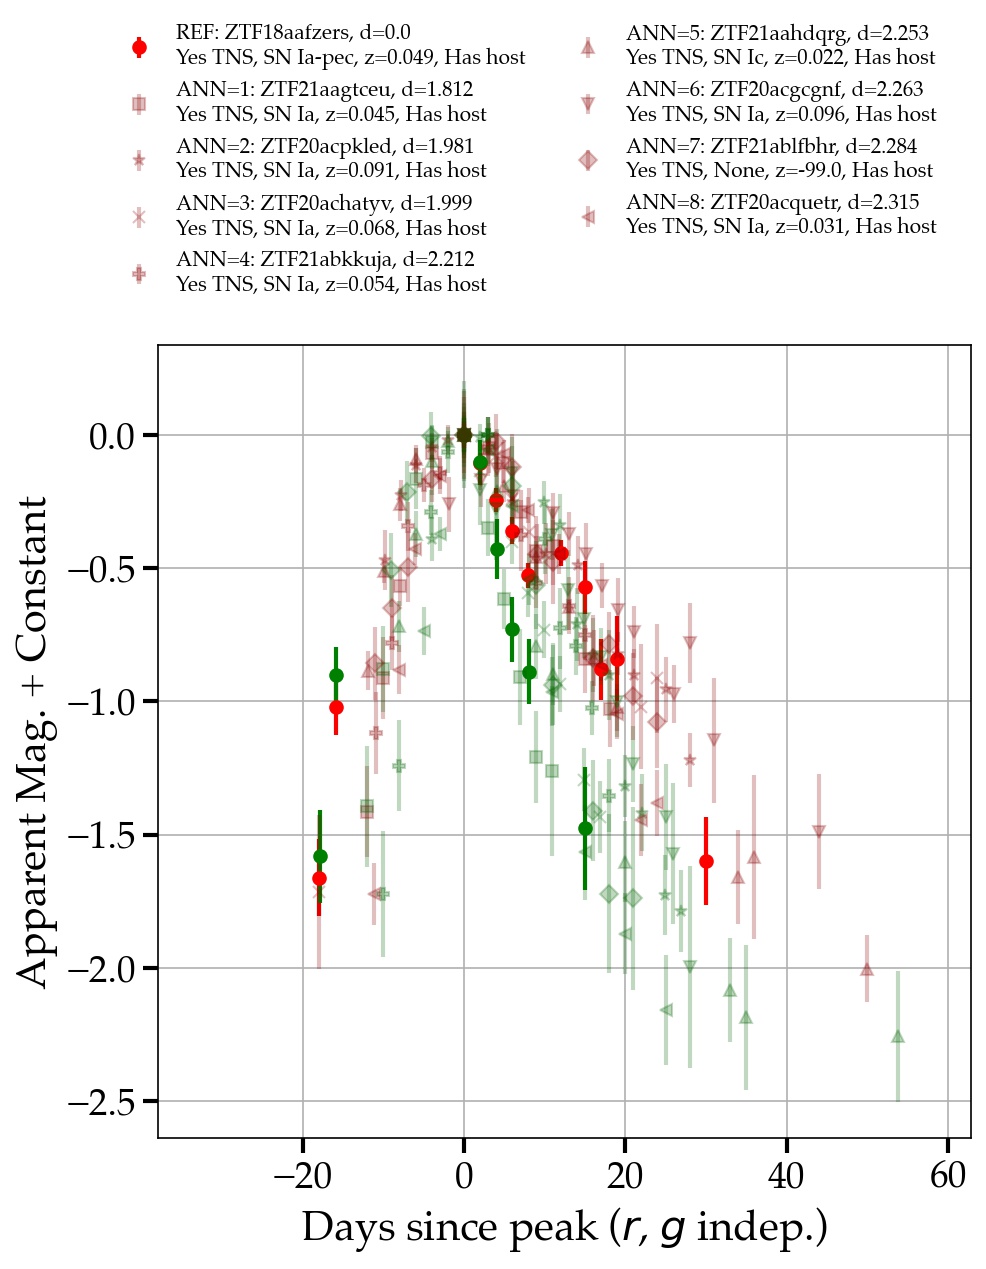 REF: ZTF18aafzers, d=0.0
Yes TNS, SN Ia-pec, z=0.049, Has host
ANN=1: ZTF21aagtceu, d=1.812
Yes TNS, SN Ia, z=0.045, Has host
ANN=2: ZTF20acpkled, d=1.981
Yes TNS, SN Ia, z=0.091, Has host
ANN=3: ZTF20achatyv, d=1.999
Yes TNS, SN Ia, z=0.068, Has host
ANN=4: ZTF21abkkuja, d=2.212
Yes TNS, SN Ia, z=0.054, Has host
ANN=5: ZTF21aahdqrg, d=2.253
Yes TNS, SN Ic, z=0.022, Has host
ANN=6: ZTF20acgcgnf, d=2.263
Yes TNS, SN Ia, z=0.096, Has host
ANN=7: ZTF21ablfbhr, d=2.284
Yes TNS, None, z=-99.0, Has host
ANN=8: ZTF20acquetr, d=2.315
Yes TNS, SN Ia, z=0.031, Has host
Apparent Mag. + Constant
0.0
−0.5
−1.0
−1.5
−2.0
−2.5
−20 0 20 40 60
Days since peak (r, g indep.)